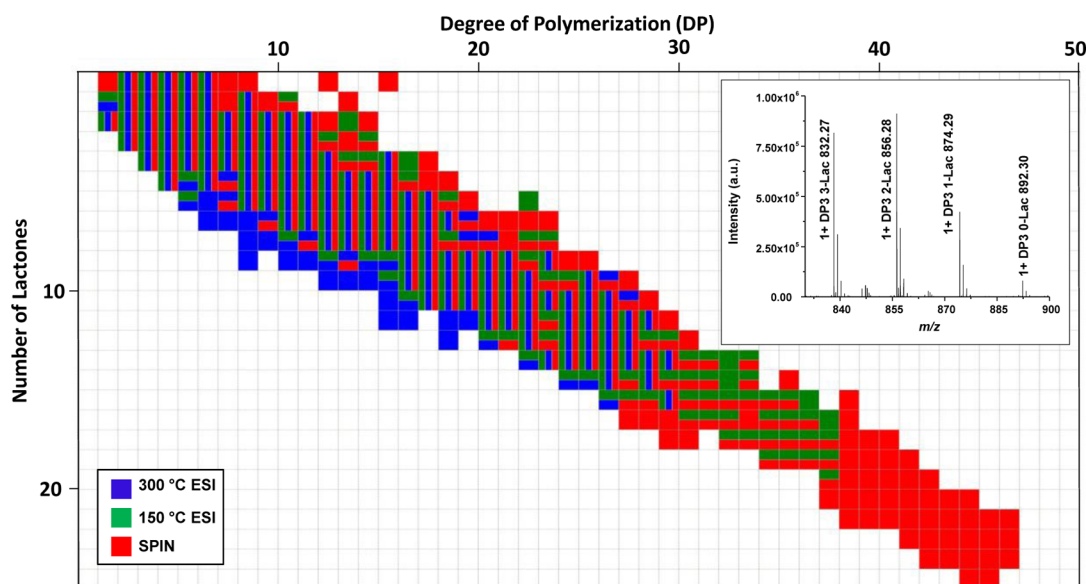 Degree of Polymerization (DP)
10 20 30 40 50
Number of Lactones
10
20
300 °C ESI
150 °C ESI
SPIN
Intensity (a.u.)
1.00x10⁶
7.50x10⁵
5.00x10⁵
2.50x10⁵
0.00
1+ DP3 3-Lac 832.27
1+ DP3 2-Lac 856.28
1+ DP3 1-Lac 874.29
1+ DP3 0-Lac 892.30
840 855 870 885 900
m/z